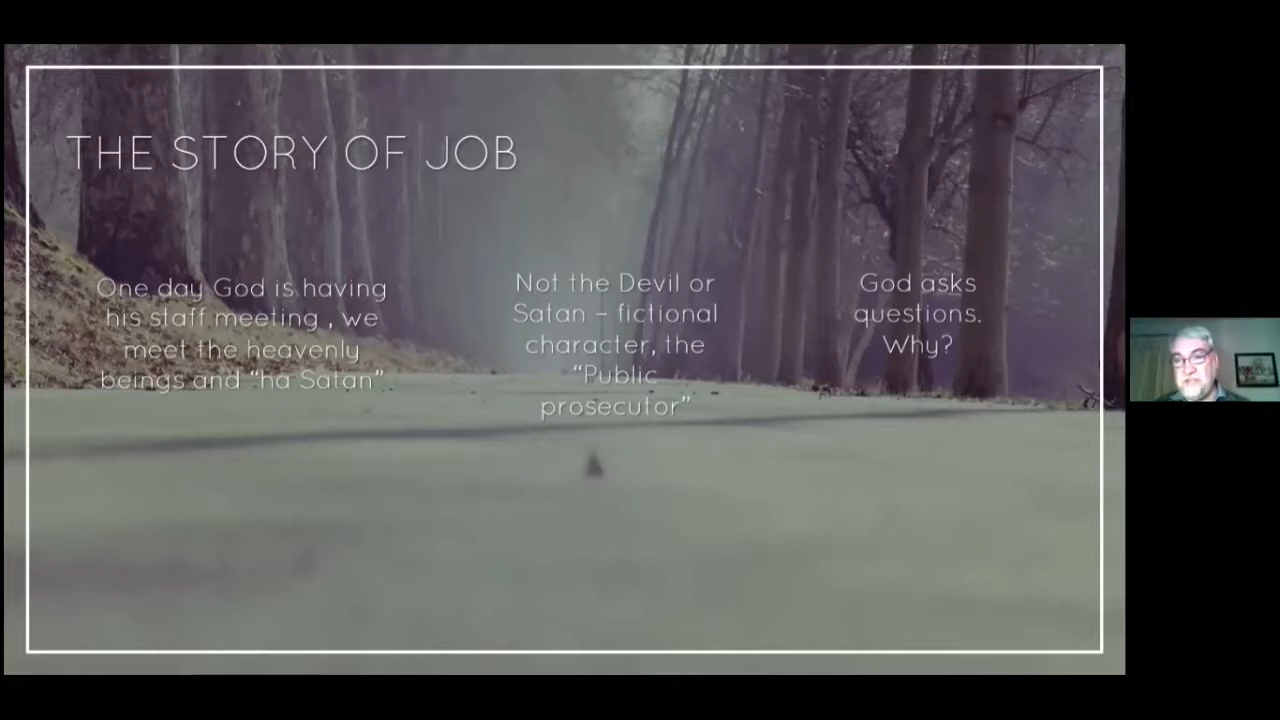 THE STORY OF JOB
One day God is having
his staff meeting , we
meet the heavenly
beings and “ha Satan”
Not the Devil or
Satan – fictional
character, the
“Public
prosecutor”
God asks
questions.
Why?